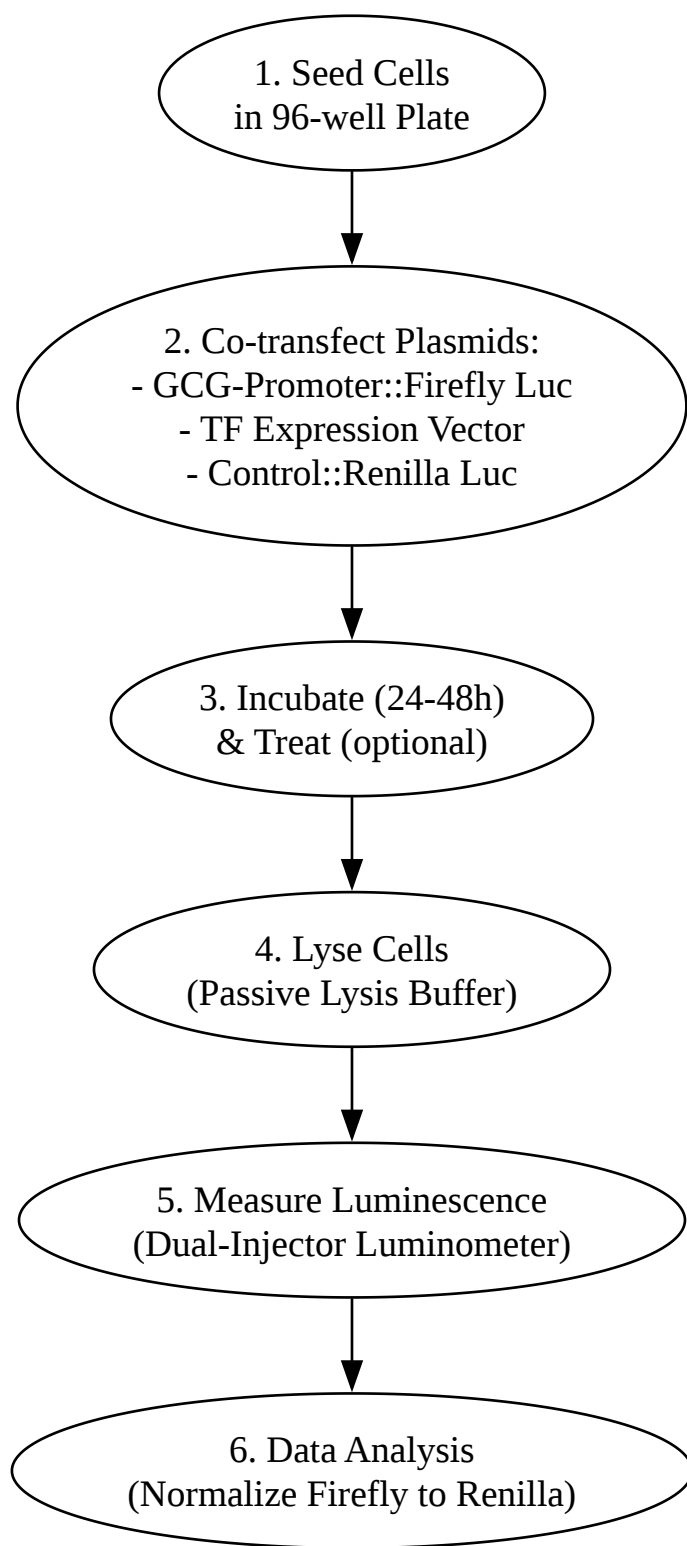 1. Seed Cells
in 96-well Plate
2. Co-transfect Plasmids:
- GCG-Promoter::Firefly Luc
- TF Expression Vector
- Control::Renilla Luc
3. Incubate (24-48h)
& Treat (optional)
4. Lyse Cells
(Passive Lysis Buffer)
5. Measure Luminescence
(Dual-Injector Luminometer)
6. Data Analysis
(Normalize Firefly to Renilla)